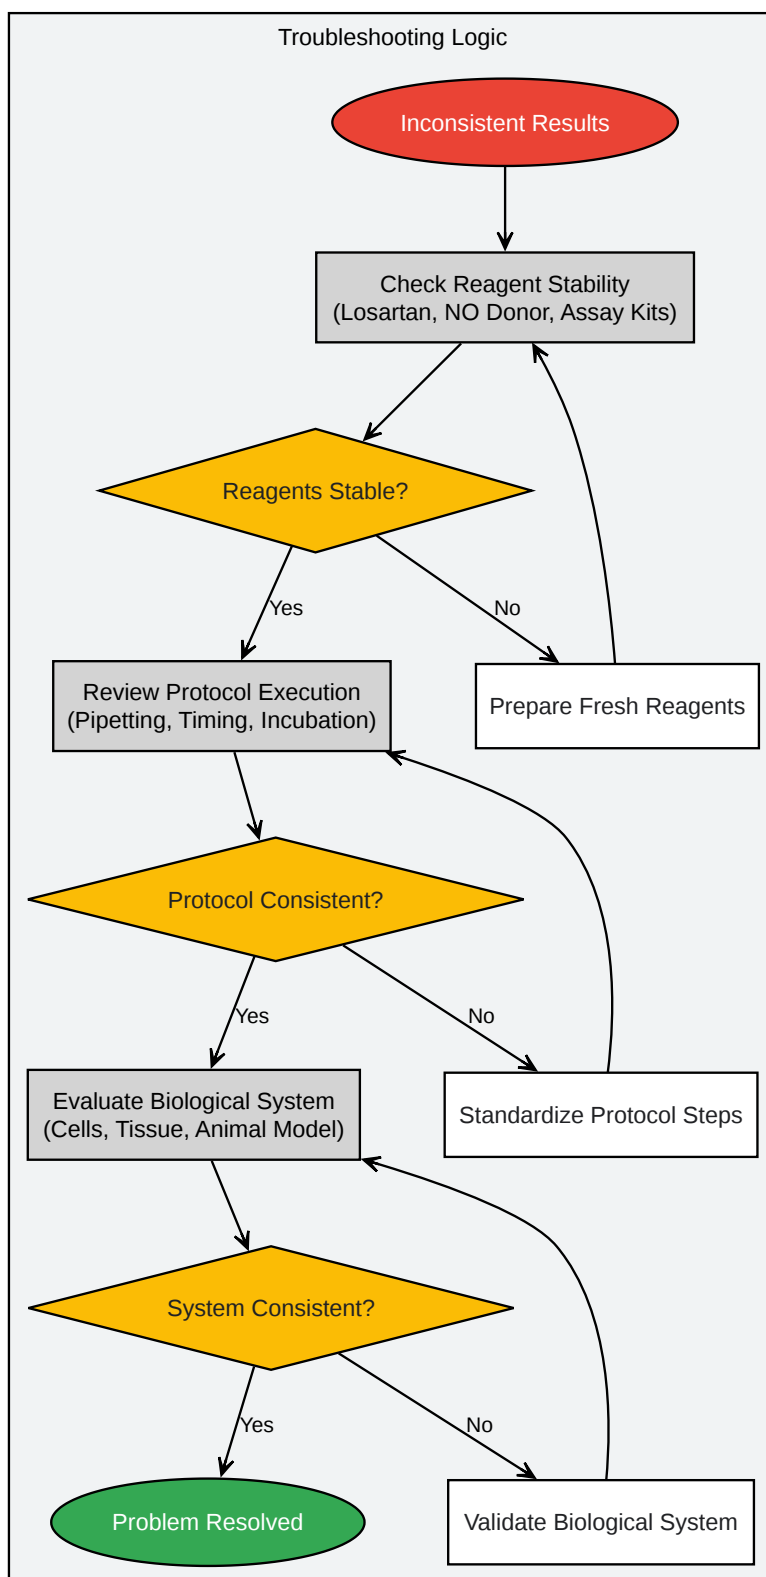 Troubleshooting Logic
Inconsistent Results
Check Reagent Stability
(Losartan, NO Donor, Assay Kits)
Reagents Stable?
Yes
No
Review Protocol Execution
(Pipetting, Timing, Incubation)
Prepare Fresh Reagents
Protocol Consistent?
Yes
No
Evaluate Biological System
(Cells, Tissue, Animal Model)
Standardize Protocol Steps
System Consistent?
Yes
No
Problem Resolved
Validate Biological System